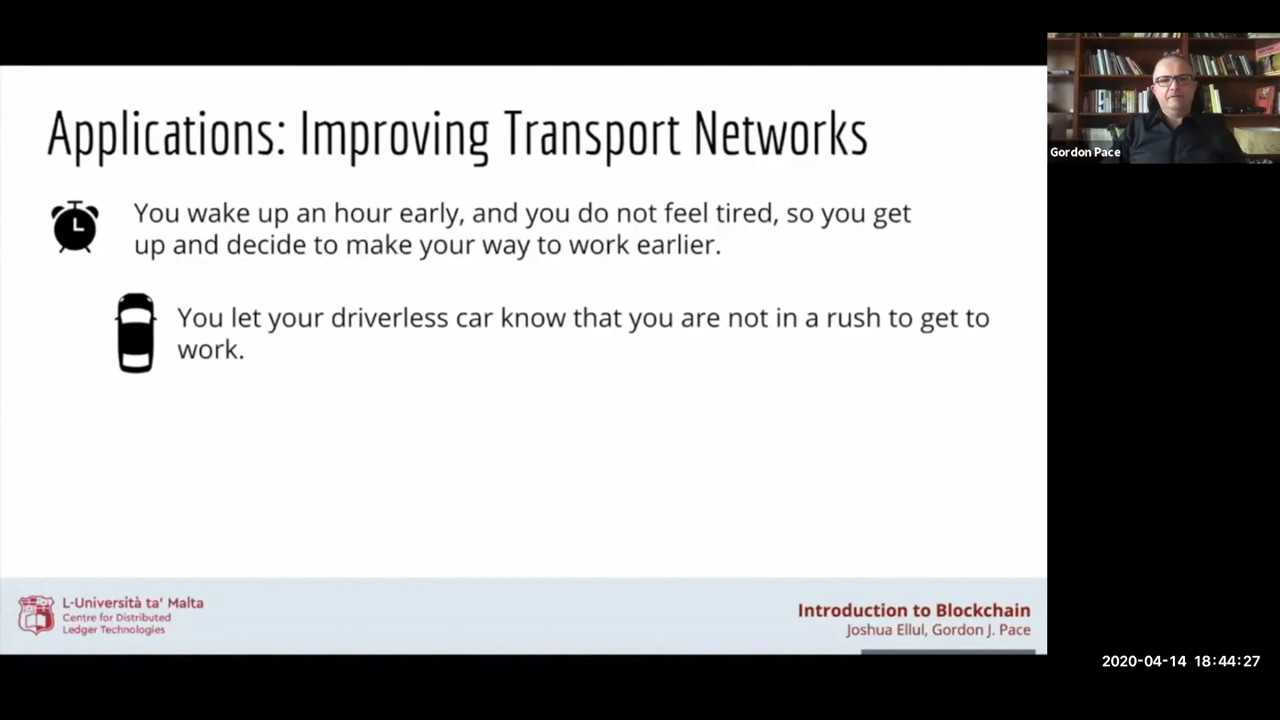 Applications: Improving Transport Networks
You wake up an hour early, and you do not feel tired, so you get
up and decide to make your way to work earlier.
You let your driverless car know that you are not in a rush to get to
work.
L-Università ta' Malta
Centre for Distributed
Ledger Technologies
Introduction to Blockchain
Joshua Ellul, Gordon J. Pace
Gordon Pace
2020-04-14 18:44:27